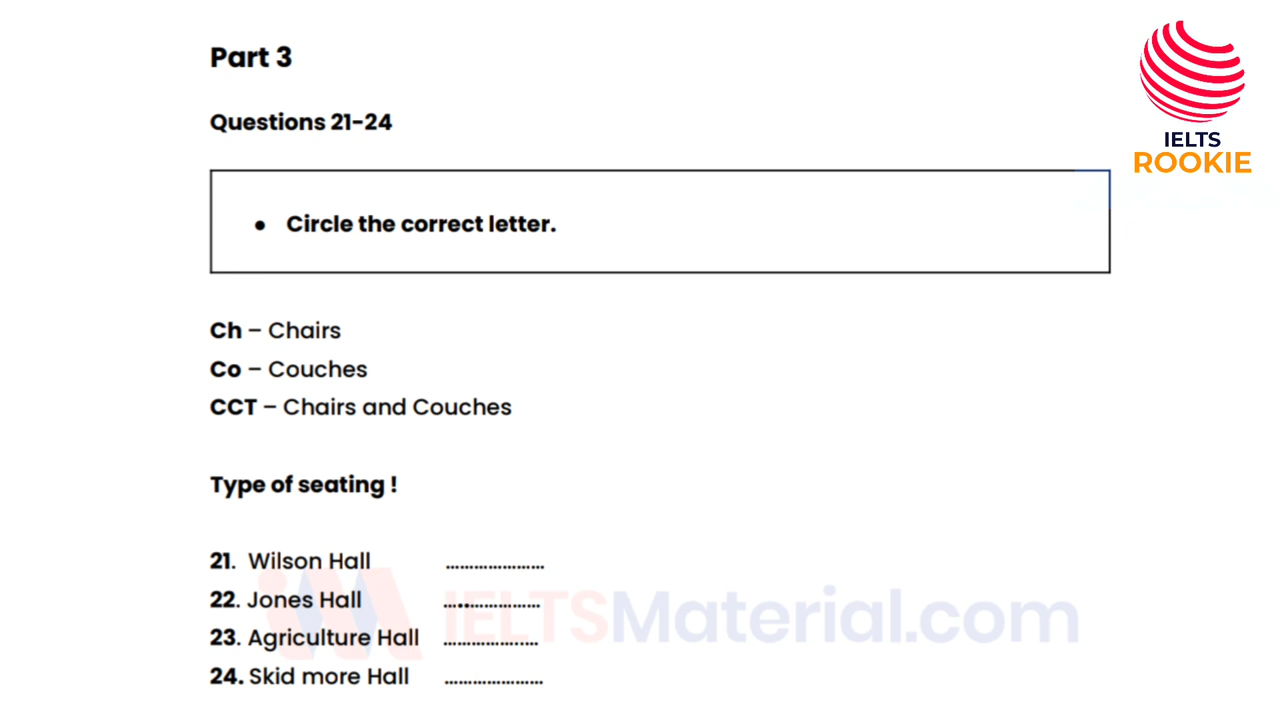 Part 3
IELTS
ROOKIE
Questions 21-24
• Circle the correct letter.
Ch – Chairs
Co – Couches
CCT – Chairs and Couches
Type of seating !
21. Wilson Hall .....................
22. Jones Hall .....................
23. Agriculture Hall .....................
24. Skid more Hall .....................
IELTSMaterial.com